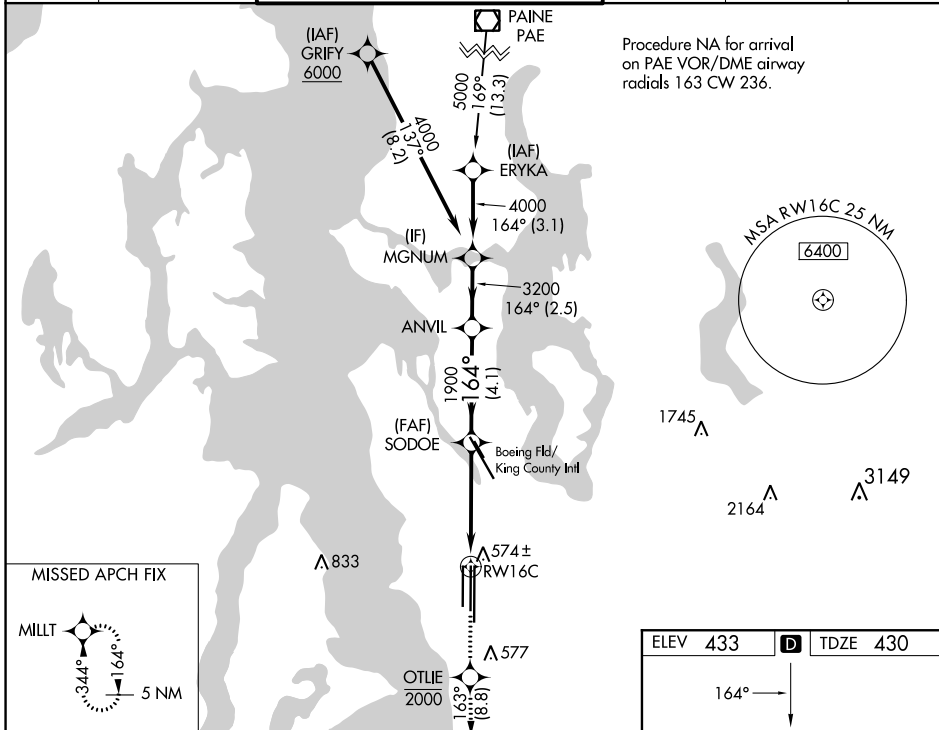 PAINE
PAE
(IAF)
GRIFY
6000
Procedure NA for arrival
on PAE VOR/DME airway
radials 163 CW 236.
5000
169°
(13.3)
4000
137°
(8.2)
(IAF)
ERYKA
4000
164° (3.1)
(IF)
MGNUM
3200
164° (2.5)
ANVIL
MSA RW16C 25 NM
6400
1900
164°
(4.1)
(FAF)
SODOE
Boeing Fld/
King County Intl
1745
2164
3149
833
574±
RW16C
577
OTLIE
2000
163°
(8.8)
MISSED APCH FIX
MILLT
344°
164°
5 NM
ELEV 433 D TDZE 430
164°